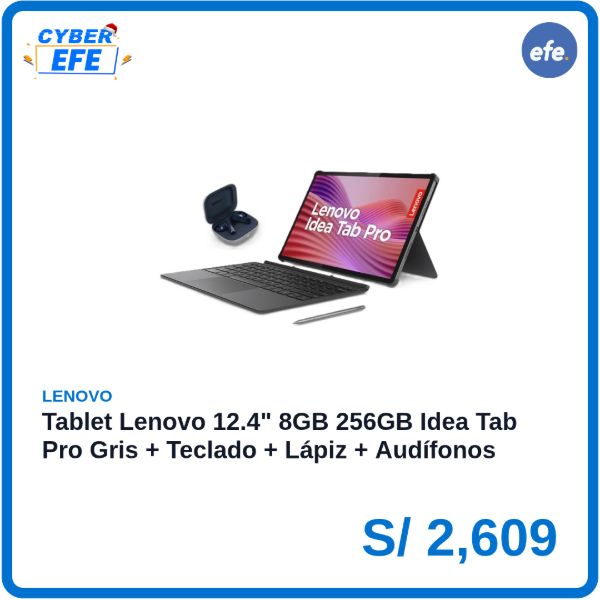 CYBER
EFE
efe.
Lenovo
Idea Tab Pro
Lenovo
LENOVO
Tablet Lenovo 12.4" 8GB 256GB Idea Tab
Pro Gris + Teclado + Lápiz + Audífonos
S/ 2,609